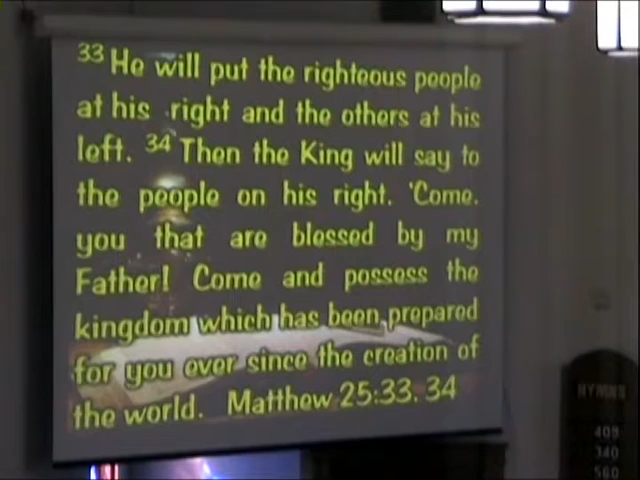 33 He will put the righteous people
at his right and the others at his
left. 34 Then the King will say to
the people on his right. 'Come.
you that are blessed by my
Father! Come and possess the
kingdom which has been prepared
for you ever since the creation of
the world. Matthew 25:33. 34
HYMNS
409
340
560